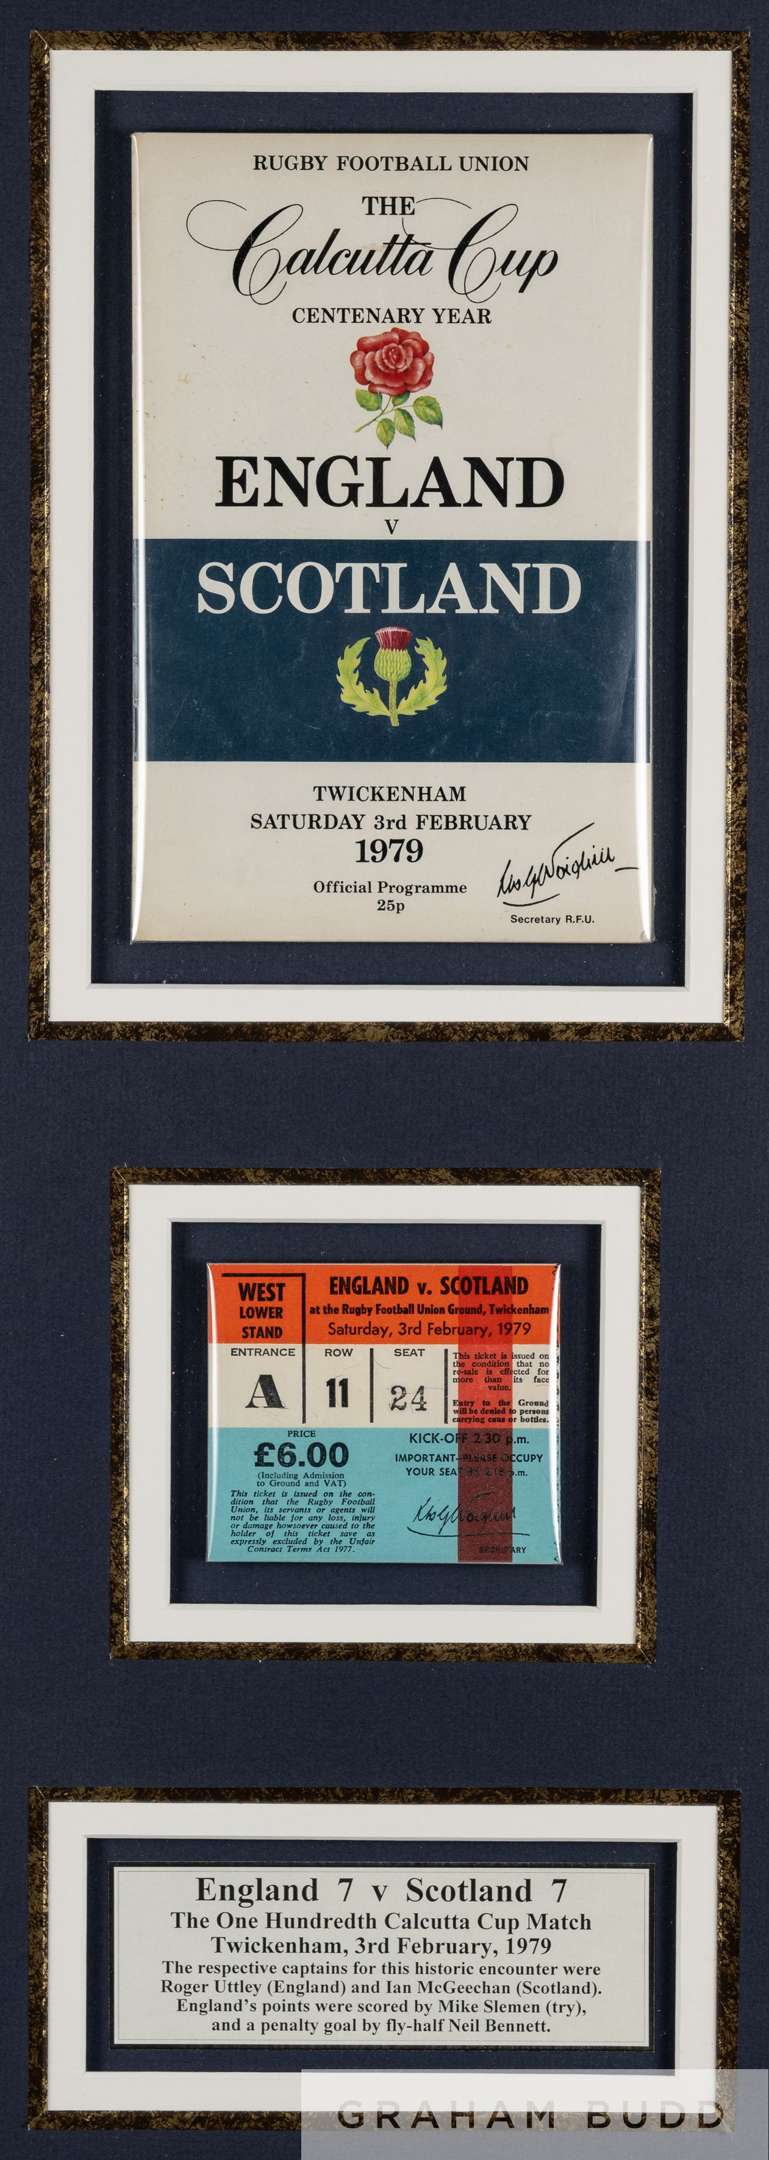 RUGBY FOOTBALL UNION
THE
Calcutta Cup
CENTENARY YEAR
ENGLAND
V
SCOTLAND
TWICKENHAM
SATURDAY 3rd FEBRUARY
1979
Official Programme
25p
Secretary R.F.U.
WEST
LOWER
STAND
ENGLAND v. SCOTLAND
at the Rugby Football Union Ground, Twickenham
Saturday, 3rd February, 1979
ENTRANCE
A
ROW
11
SEAT
24
This ticket is issued on
the condition that no
re-sale is effected for
more than its face
value.
Entry to the Ground
will be denied to persons
carrying cans or bottles.
PRICE
£6.00
(Including Admission
to Ground and VAT)
This ticket is issued on the con-
dition that the Rugby Football
Union, its servants or agents will
not be liable for any loss, injury
or damage howsoever caused to the
holder of this ticket save as
expressly excluded by the Unfair
Contract Terms Act 1977.
KICK-OFF 2.30 p.m.
IMPORTANT-PLEASE OCCUPY
YOUR SEAT BY 2.15 p.m.
SECRETARY
England 7 v Scotland 7
The One Hundredth Calcutta Cup Match
Twickenham, 3rd February, 1979
The respective captains for this historic encounter were
Roger Uttley (England) and Ian McGeechan (Scotland).
England's points were scored by Mike Slemen (try),
and a penalty goal by fly-half Neil Bennett.
GRAHAM BUDD